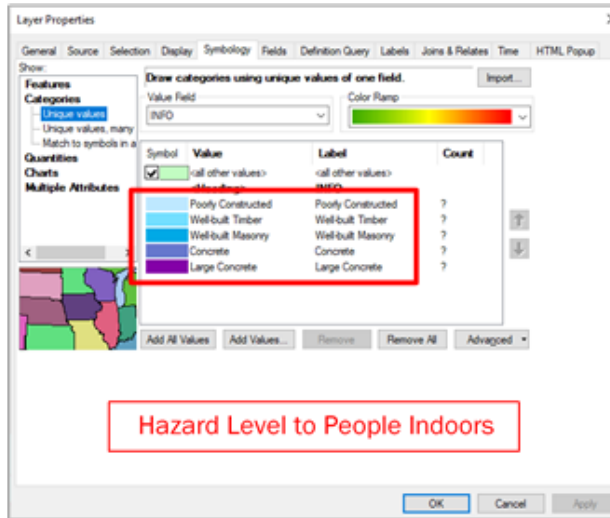 Layer Properties
General Source Selection Display Symbology Fields Definition Query Labels Joins & Relates Time HTML Popup
Show:
Features
Categories
Unique values
Unique values, many
Match to symbols in a
Quantities
Charts
Multiple Attributes
Draw categories using unique values of one field.
Import...
Value Field
Color Ramp
INFO
Symbol Value Label Count
<all other values> <all other values>
<Heading> INFO
Poorly Constructed Poorly Constructed ?
Well-built Timber Well-built Timber ?
Well-built Masonry Well-built Masonry ?
Concrete Concrete ?
Large Concrete Large Concrete ?
Add All Values Add Values... Remove Remove All Advanced
Hazard Level to People Indoors
OK Cancel Apply